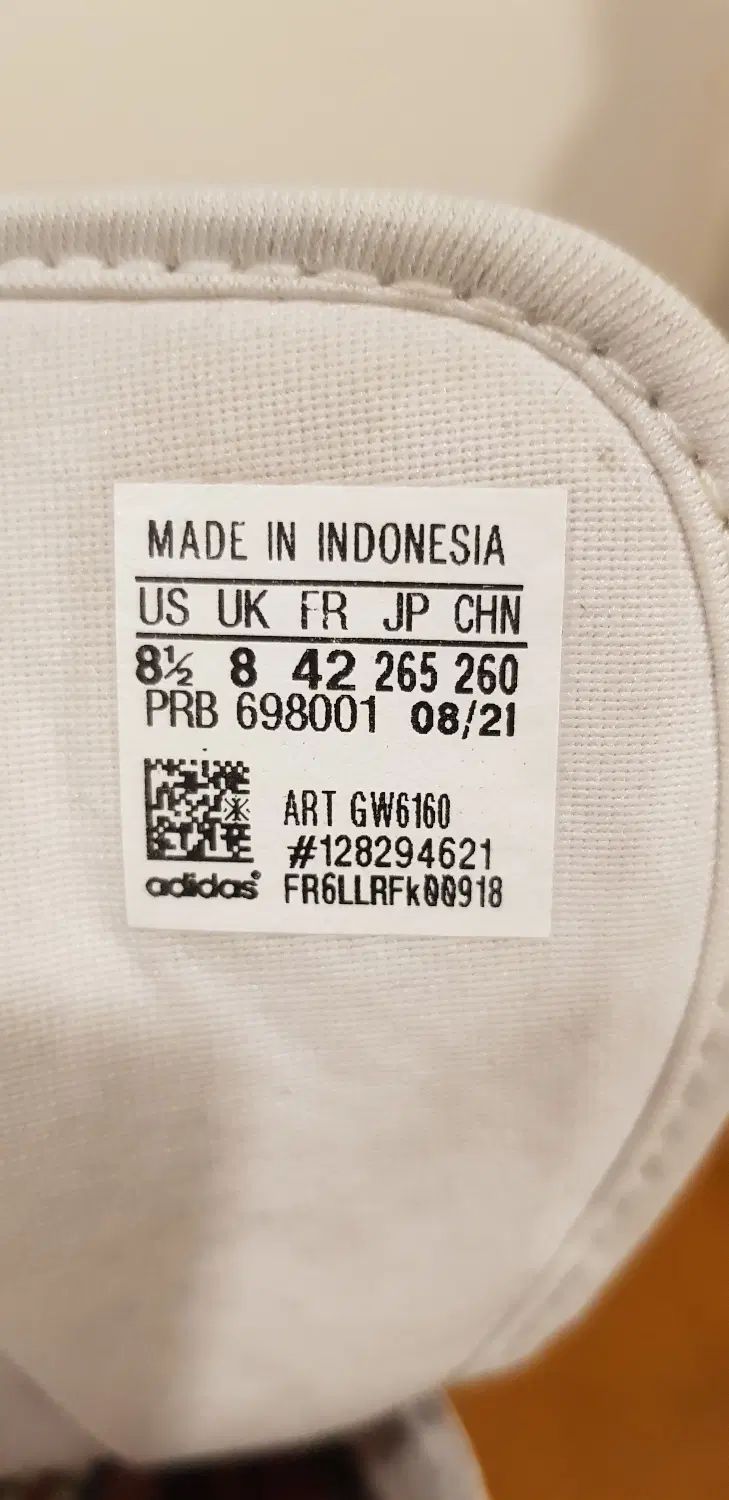 MADE IN INDONESIA
US UK FR JP CHN
8½ 8 42 265 260
PRB 698001 08/21
ART GW6160
#128294621
adidas® FR6LLRFk00918